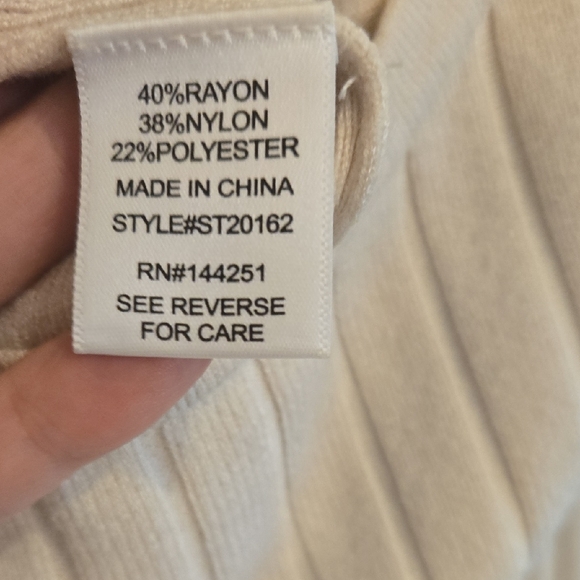 40%RAYON
38%NYLON
22%POLYESTER
MADE IN CHINA
STYLE#ST20162
RN#144251
SEE REVERSE
FOR CARE